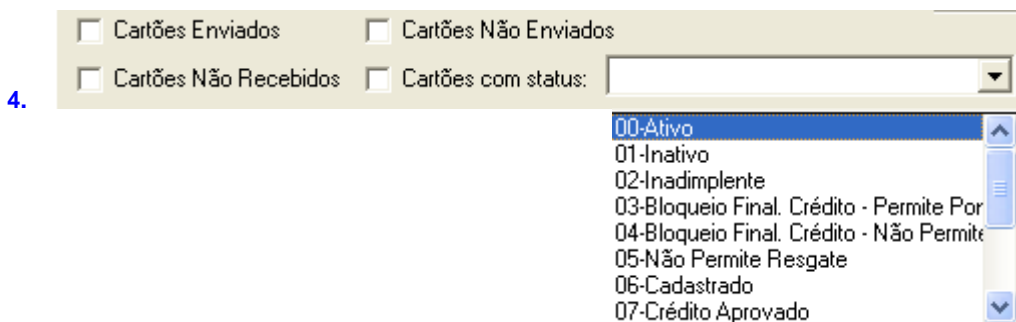 Cartões Enviados Cartões Não Enviados
4. Cartões Não Recebidos Cartões com status:
00-Ativo
01-Inativo
02-Inadimplente
03-Bloqueio Final. Crédito - Permite Por
04-Bloqueio Final. Crédito - Não Permite
05-Não Permite Resgate
06-Cadastrado
07-Crédito Aprovado